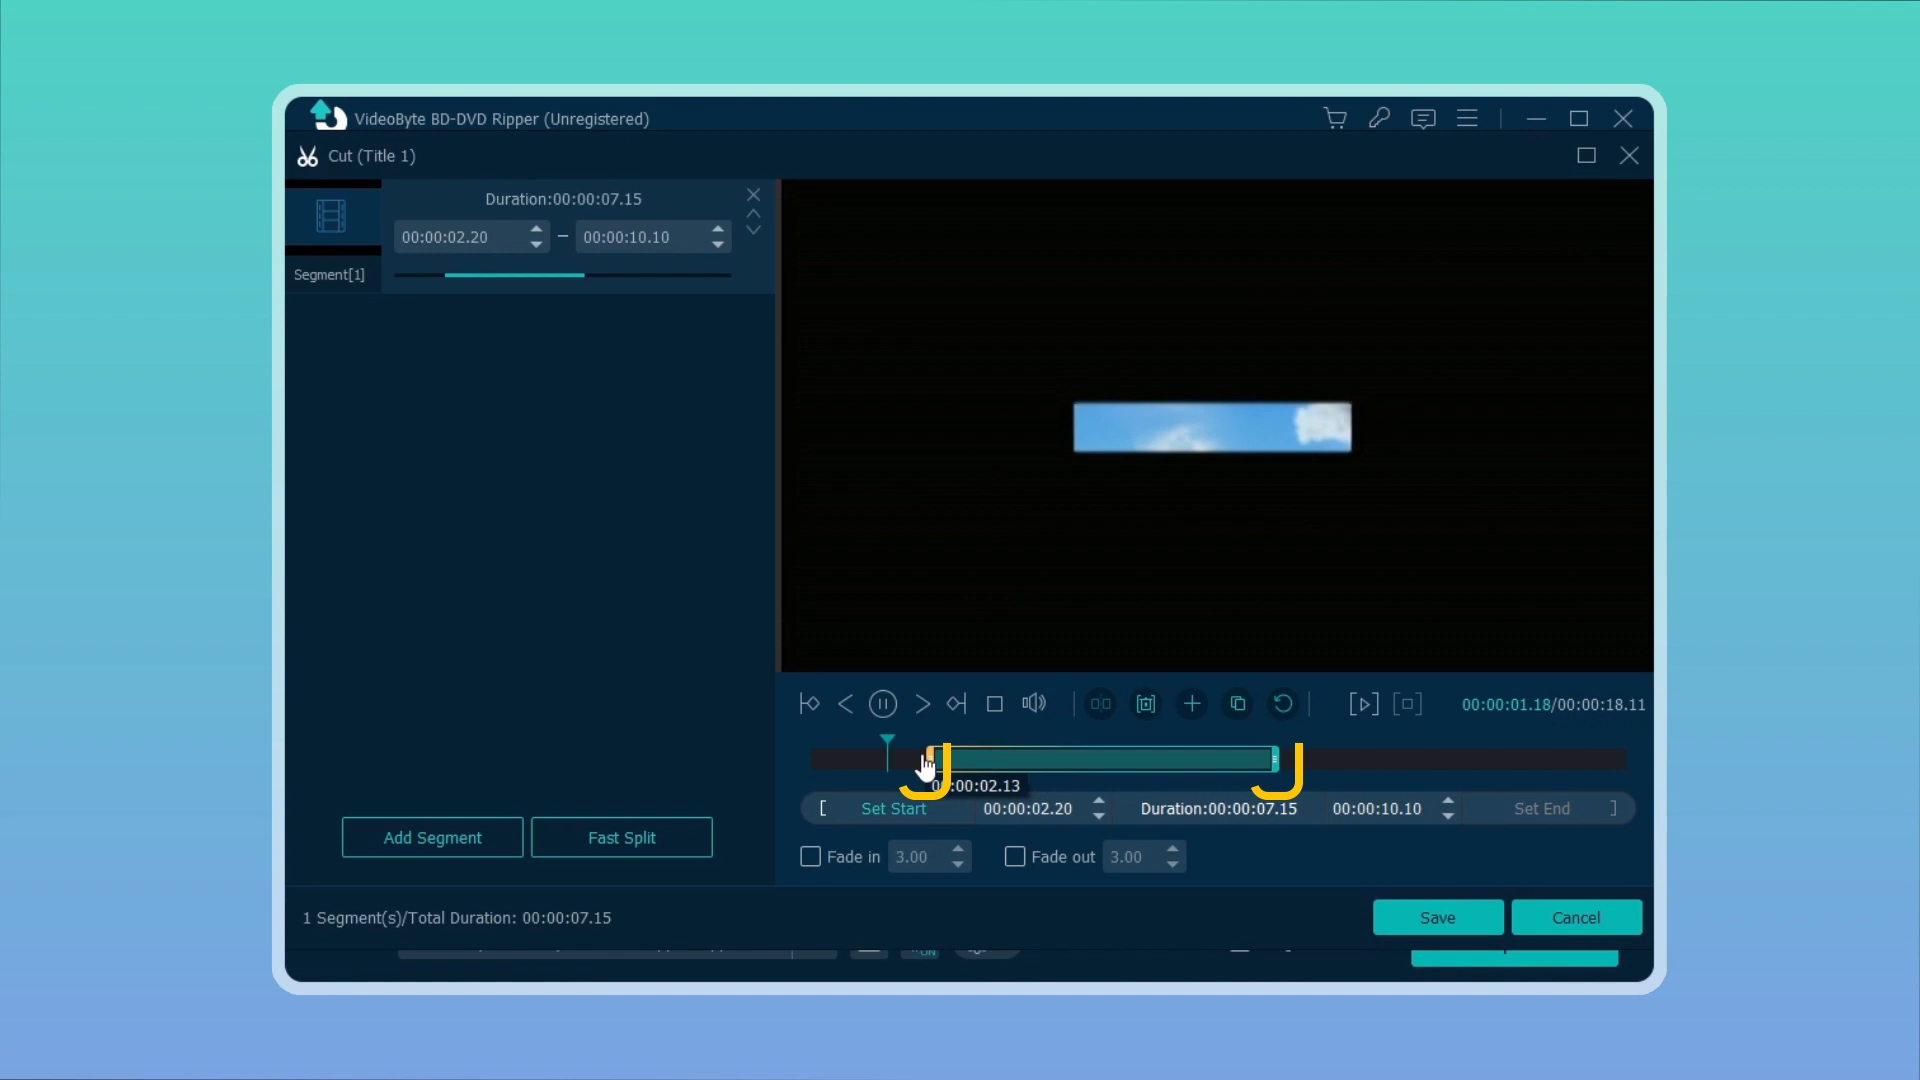 VideoByte BD-DVD Ripper (Unregistered)
Cut (Title 1)
Duration:00:00:07.15
00:00:02.20 – 00:00:10.10
Segment[1]
00:00:01.18/00:00:18.11
:00:02.13
[ Set Start 00:00:02.20 Duration:00:00:07.15 00:00:10.10 Set End ]
Fade in 3.00 Fade out 3.00
Add Segment Fast Split
1 Segment(s)/Total Duration: 00:00:07.15
Save Cancel
ON